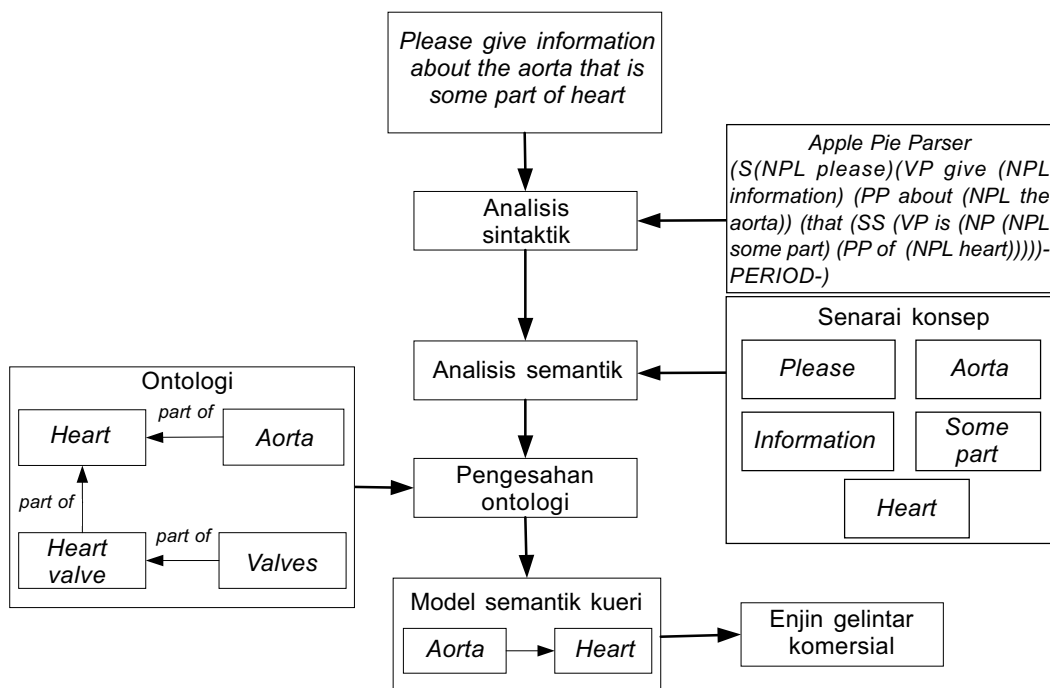 Please give information
about the aorta that is
some part of heart
Apple Pie Parser
(S(NPL please)(VP give (NPL
information) (PP about (NPL the
aorta)) (that (SS (VP is (NP (NPL
some part) (PP of (NPL heart)))))-
PERIOD-)
Analisis
sintaktik
Senarai konsep
Please
Aorta
Information
Some
part
Heart
Analisis semantik
Ontologi
Heart
part of
Aorta
part of
Heart
valve
part of
Valves
Pengesahan
ontologi
Model semantik kueri
Aorta
Heart
Enjin gelintar
komersial